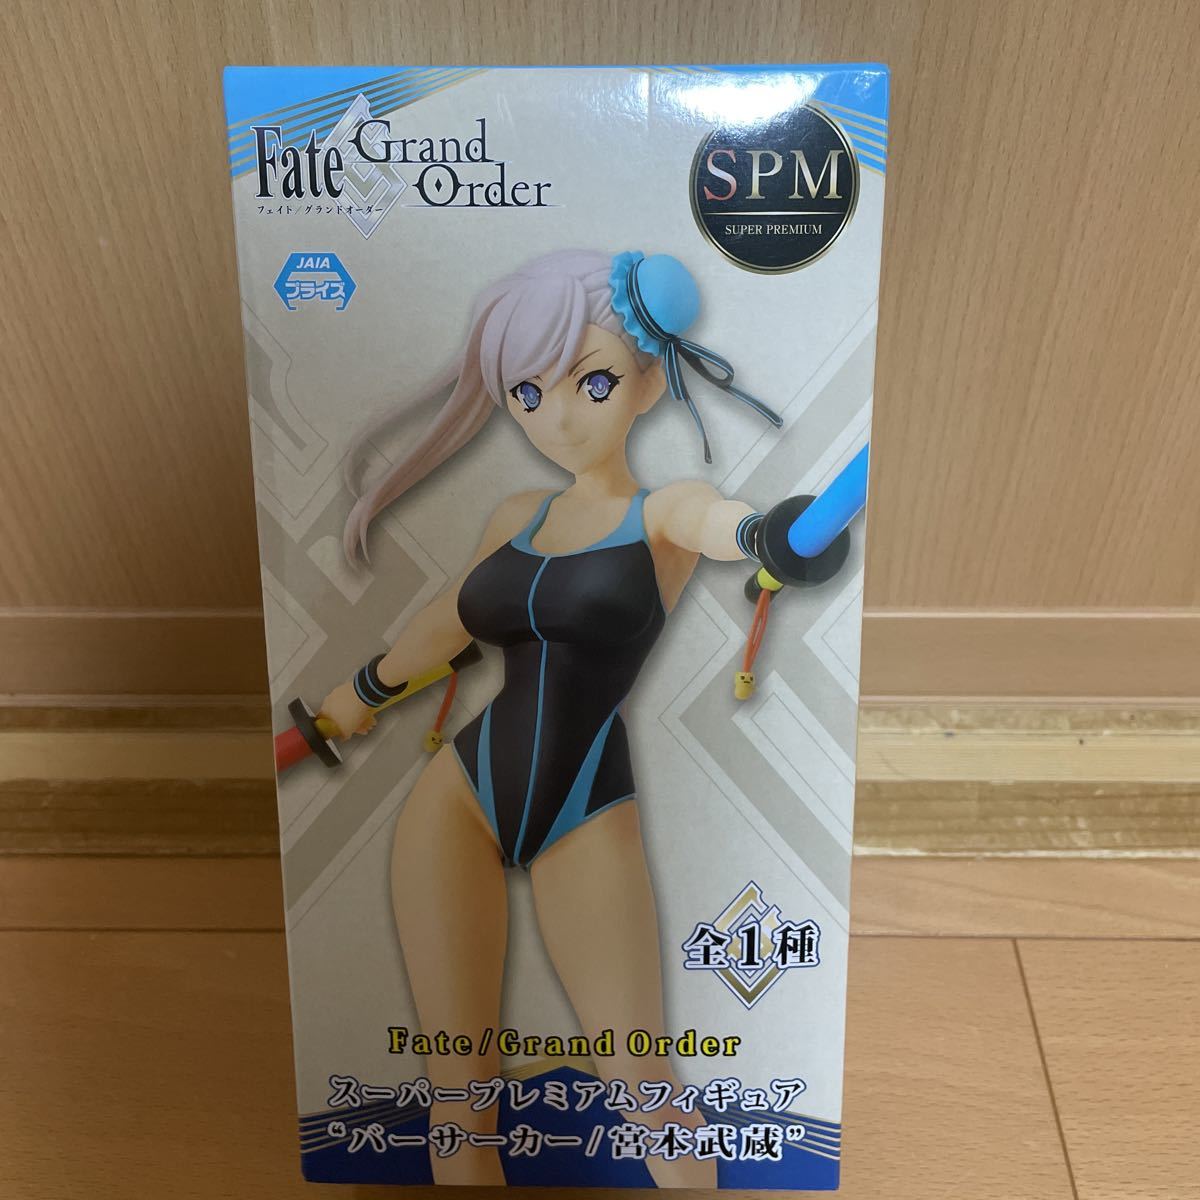 Fate/Grand Order
フェイト/グランドオーダー
SPM
SUPER PREMIUM
JAIA
プライズ
全1種
Fate/Grand Order
スーパープレミアムフィギュア
“バーサーカー/宮本武蔵”